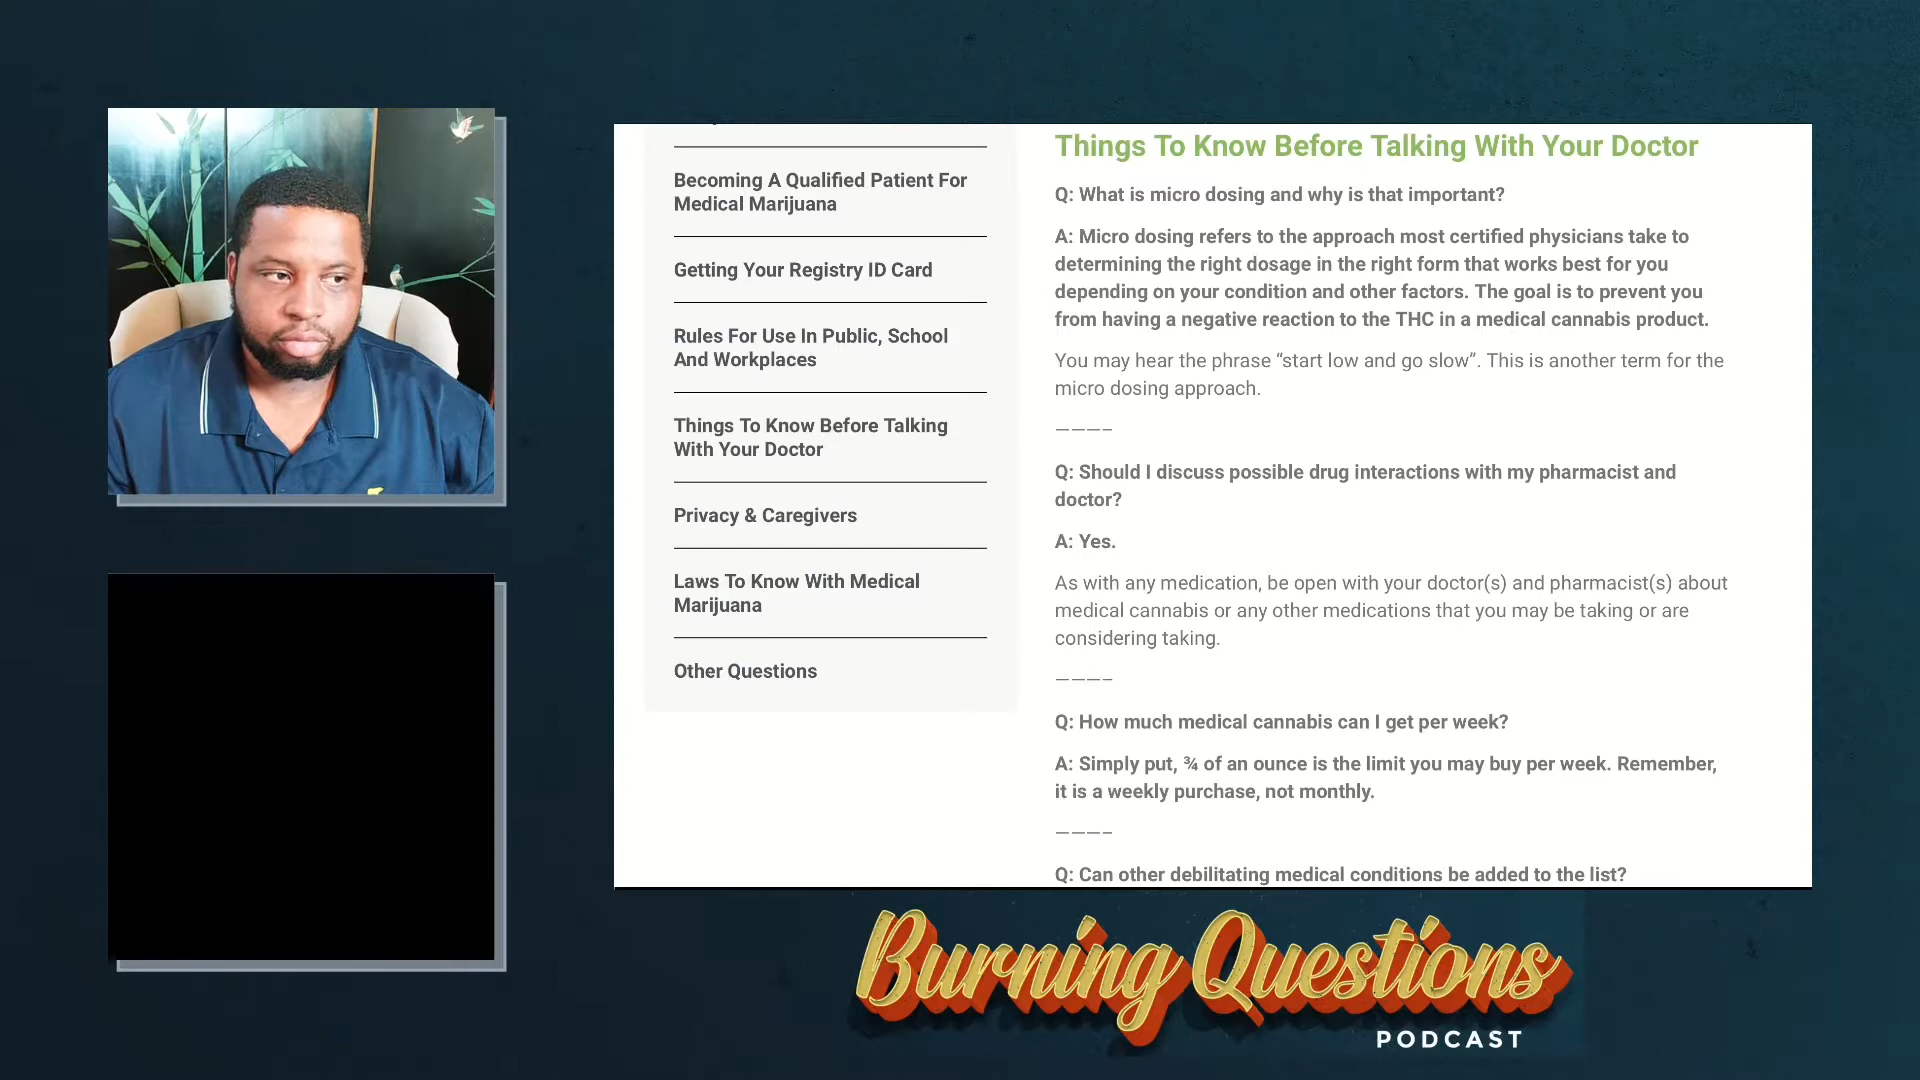 Becoming A Qualified Patient For
Medical Marijuana
Getting Your Registry ID Card
Rules For Use In Public, School
And Workplaces
Things To Know Before Talking
With Your Doctor
Privacy & Caregivers
Laws To Know With Medical
Marijuana
Other Questions
Things To Know Before Talking With Your Doctor
Q: What is micro dosing and why is that important?
A: Micro dosing refers to the approach most certified physicians take to
determining the right dosage in the right form that works best for you
depending on your condition and other factors. The goal is to prevent you
from having a negative reaction to the THC in a medical cannabis product.
You may hear the phrase “start low and go slow”. This is another term for the
micro dosing approach.
————–
Q: Should I discuss possible drug interactions with my pharmacist and
doctor?
A: Yes.
As with any medication, be open with your doctor(s) and pharmacist(s) about
medical cannabis or any other medications that you may be taking or are
considering taking.
————–
Q: How much medical cannabis can I get per week?
A: Simply put, ¾ of an ounce is the limit you may buy per week. Remember,
it is a weekly purchase, not monthly.
————–
Q: Can other debilitating medical conditions be added to the list?
Burning Questions
PODCAST